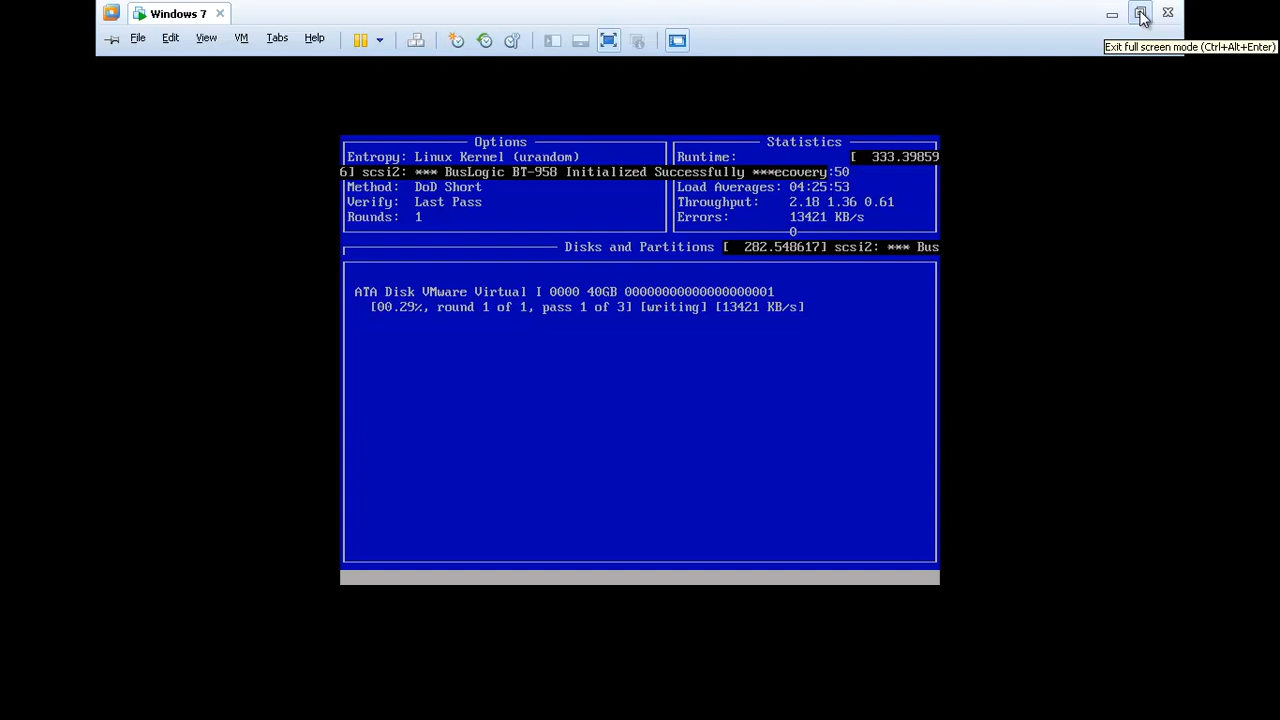 Windows 7
File Edit View VM Tabs Help
Exit full screen mode (Ctrl+Alt+Enter)
Options
Statistics
Entropy: Linux Kernel (urandom)
Runtime: [ 333.39859
6] scsi2: *** BusLogic BT-958 Initialized Successfully ***ecovery:50
Method: DoD Short
Load Averages: 04:25:53
Verify: Last Pass
Throughput: 2.18 1.36 0.61
Rounds: 1
Errors: 13421 KB/s
0
Disks and Partitions [ 282.548617] scsi2: *** Bus
ATA Disk VMware Virtual I 0000 40GB 00000000000000000001
[00.29%, round 1 of 1, pass 1 of 3] [writing] [13421 KB/s]